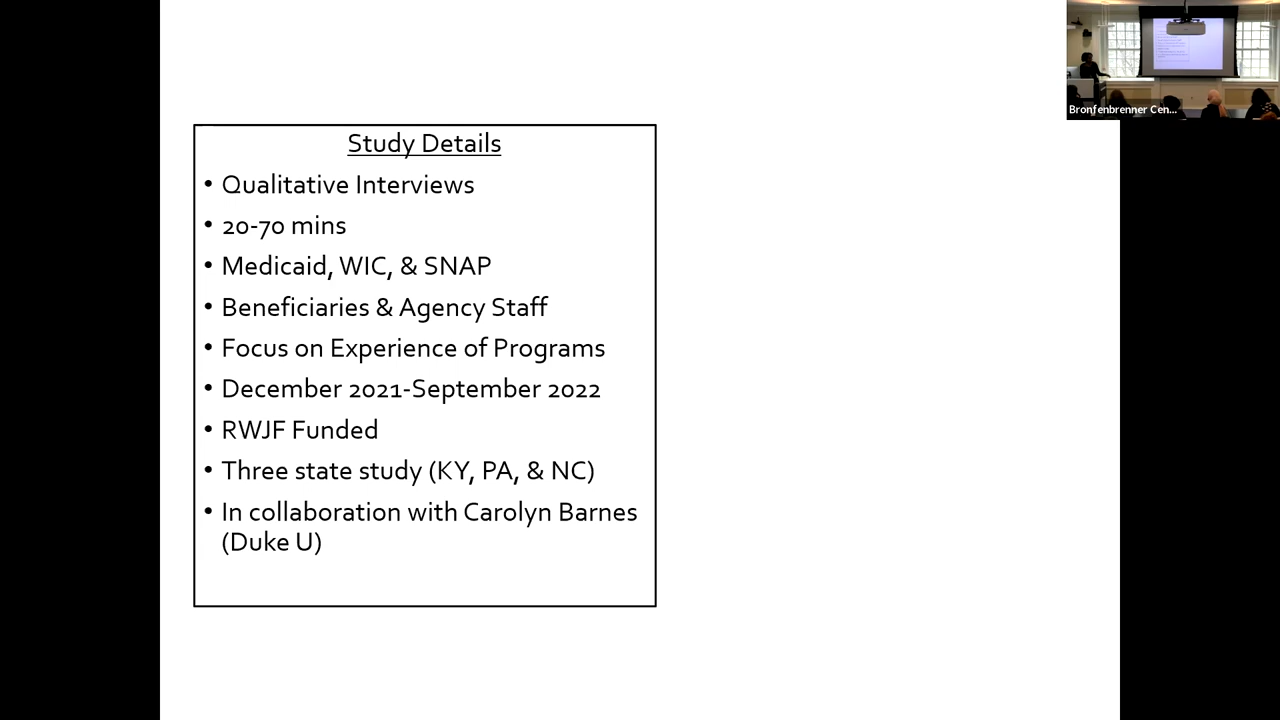 Study Details
• Qualitative Interviews
• 20-70 mins
• Medicaid, WIC, & SNAP
• Beneficiaries & Agency Staff
• Focus on Experience of Programs
• December 2021-September 2022
• RWJF Funded
• Three state study (KY, PA, & NC)
• In collaboration with Carolyn Barnes
(Duke U)
Bronfenbrenner Cen...